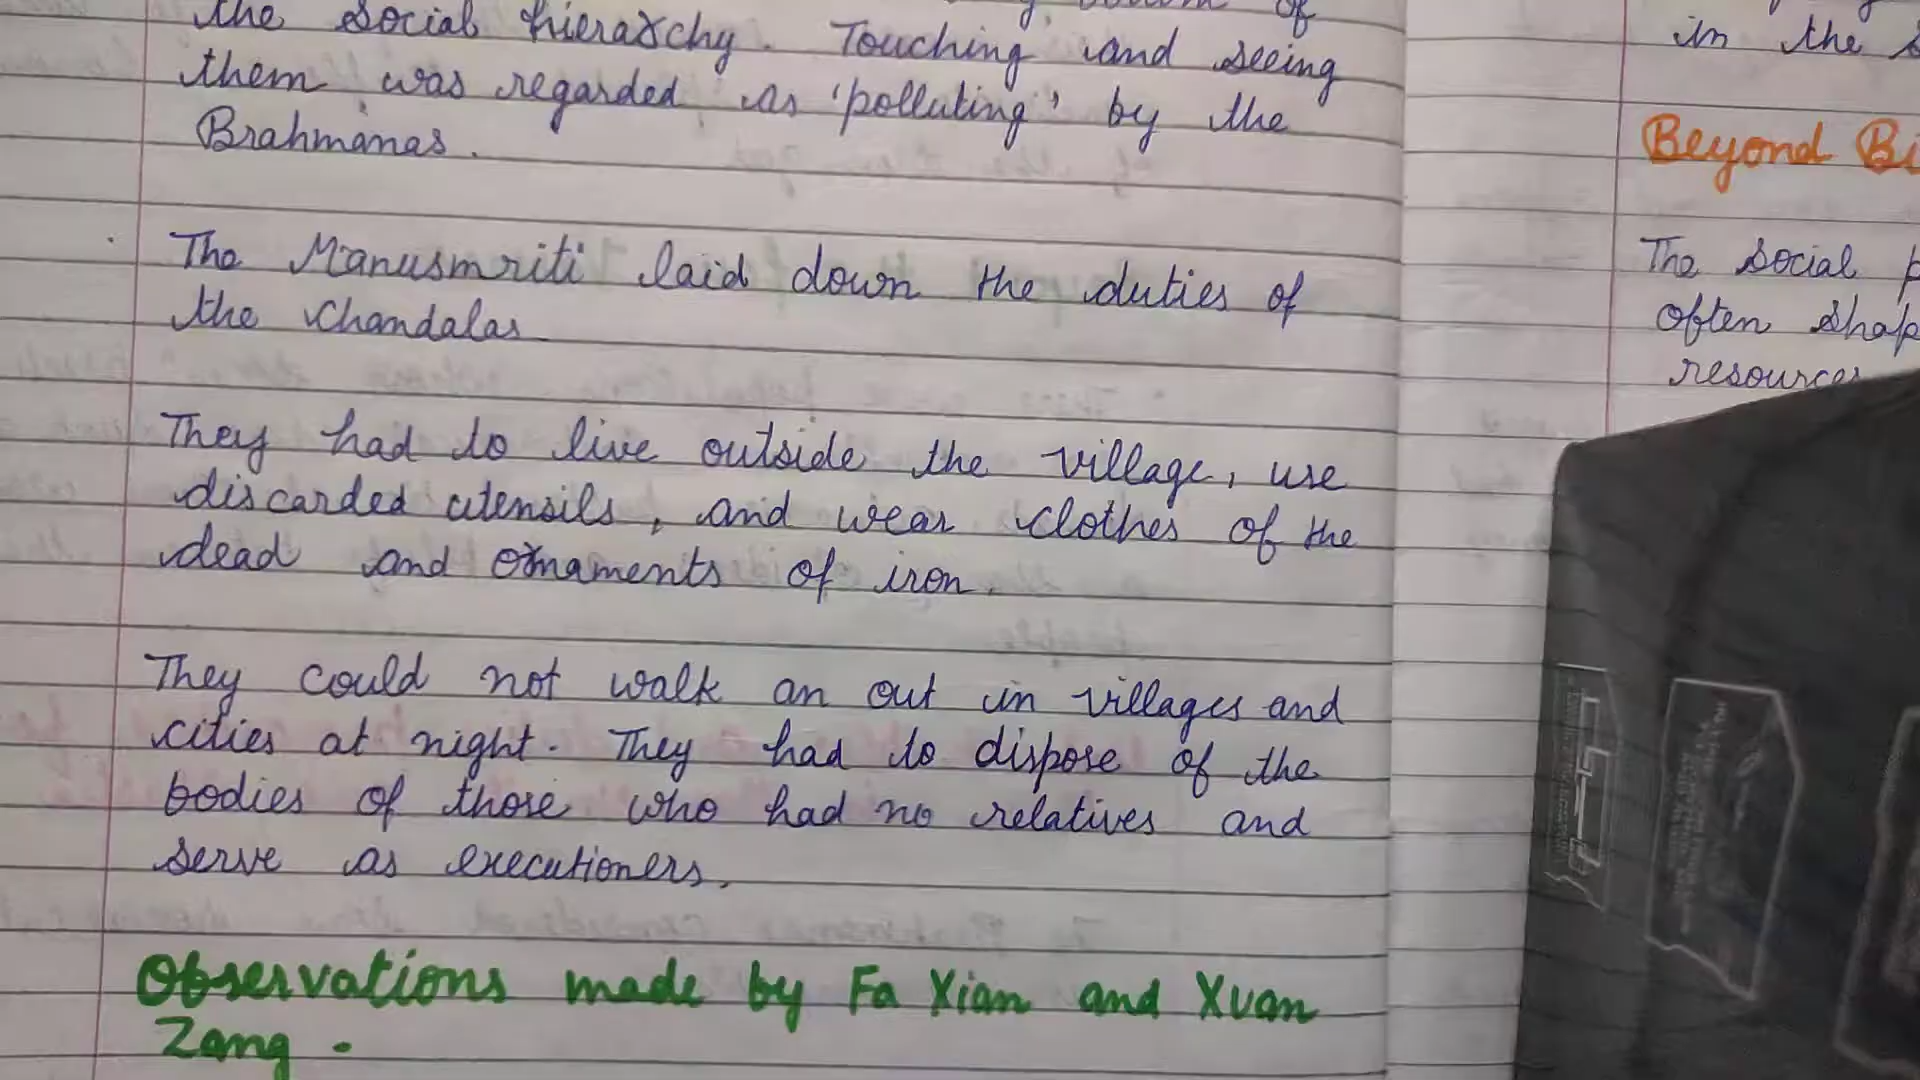 of
the social hierarchy. Touching and seeing
them was regarded as 'polluting' by the
Brahmanas.
The Manusmriti laid down the duties of
the Chandalas
They had to live outside the village, use
discarded utensils, and wear clothes of the
dead and ornaments of iron.
They could not walk an out in villages and
cities at night. They had to dispose of the
bodies of those who had no relatives and
serve as executioners.
Observations made by Fa Xian and Xuan
Zang -
in the
Beyond Bi
The social p
often shap
resources